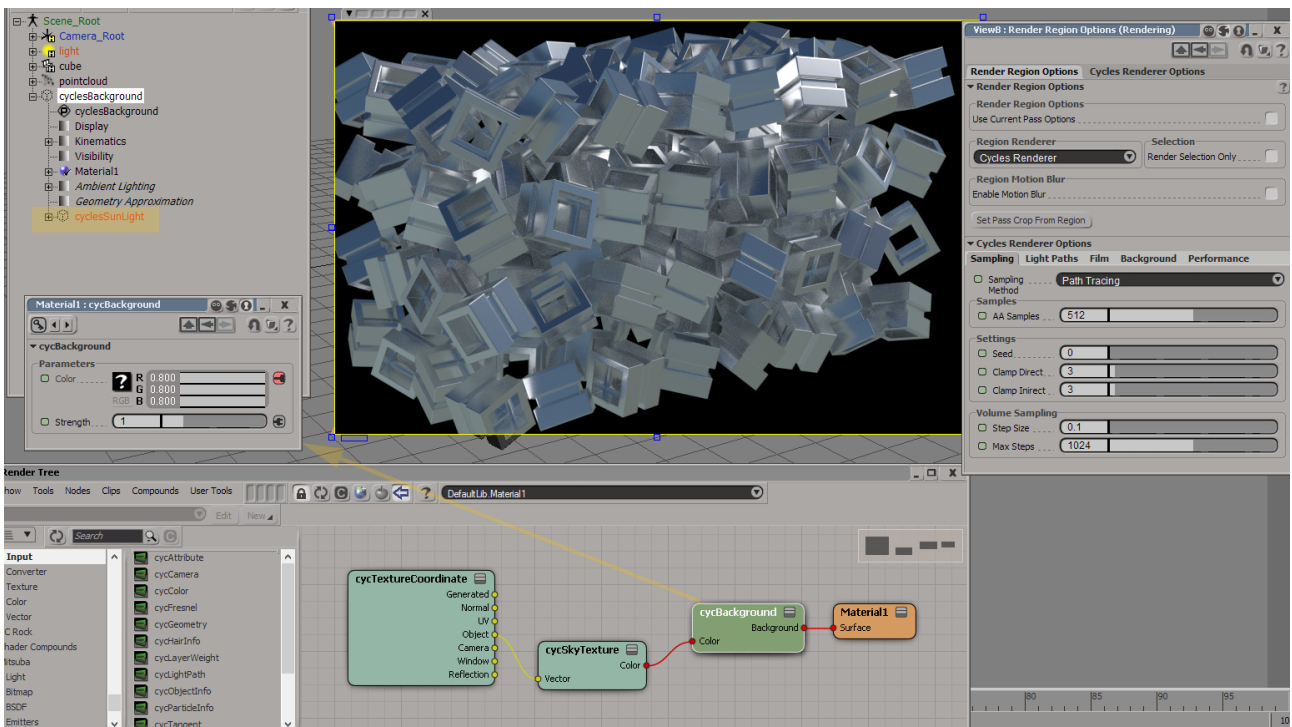 Scene_Root
Camera_Root
light
cube
pointcloud
cyclesBackground
cyclesBackground
Display
Kinematics
Visibility
Material1
Ambient Lighting
Geometry Approximation
cyclesSunLight
Material1 : cycBackground
cycBackground
Parameters
Color
R 0.800
G 0.800
RGB B 0.800
Strength 1
ViewB : Render Region Options (Rendering)
Render Region Options Cycles Renderer Options
Render Region Options
Render Region Options
Use Current Pass Options
Region Renderer Selection
Cycles Renderer Render Selection Only
Region Motion Blur
Enable Motion Blur
Set Pass Crop From Region
Cycles Renderer Options
Sampling Light Paths Film Background Performance
Sampling Method Path Tracing
Samples
AA Samples 512
Settings
Seed 0
Clamp Direct 3
Clamp Inirect 3
Volume Sampling
Step Size 0.1
Max Steps 1024
Render Tree
how Tools Nodes Clips Compounds User Tools DefaultLib.Material1
Edit New
Search
Input
Converter
Texture
Color
Vector
C Rock
hader Compounds
itsuba
Light
Bitmap
BSDF
Emitters
cycAttribute
cycCamera
cycColor
cycFresnel
cycGeometry
cycHairInfo
cycLayerWeight
cycLightPath
cycObjectInfo
cycParticleInfo
cycTangent
cycTextureCoordinate
Generated
Normal
UV
Object
Camera
Window
Reflection
cycSkyTexture
Color
Vector
cycBackground
Background
Color
Material1
Surface
80 85 90 95
10